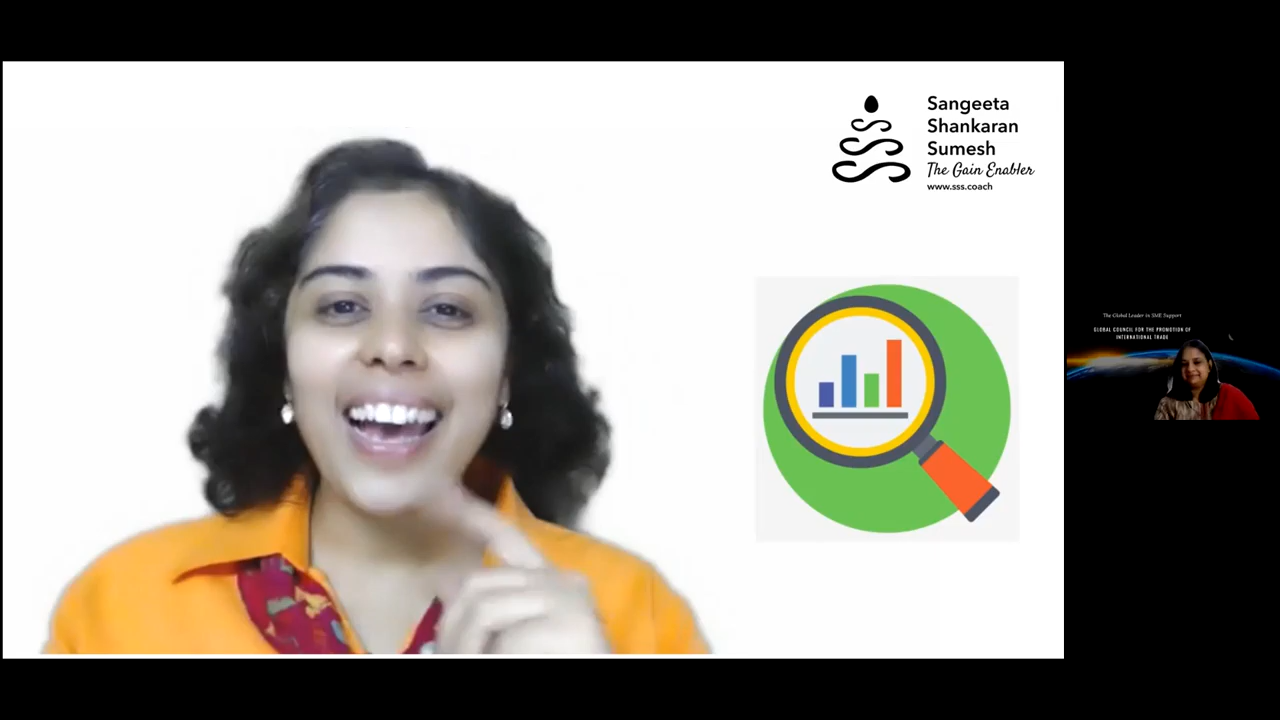 Sangeeta
Shankaran
Sumesh
The Gain Enabler
www.sss.coach
The Global Leader in SME Support
GLOBAL COUNCIL FOR THE PROMOTION OF
INTERNATIONAL TRADE